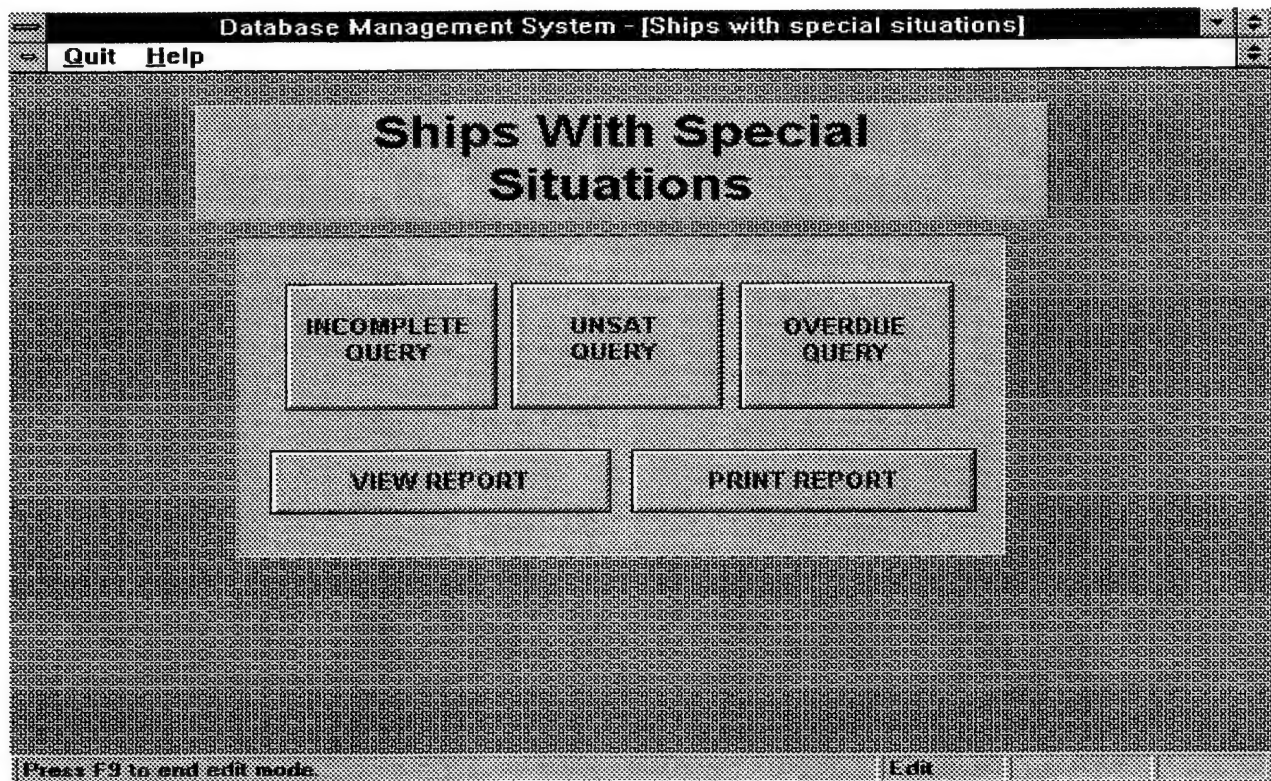 Database Management System - [Ships with special situations]
Quit Help
Ships With Special
Situations
INCOMPLETE
QUERY
UNSAT
QUERY
OVERDUE
QUERY
VIEW REPORT
PRINT REPORT
Press F9 to end edit mode.
Edit